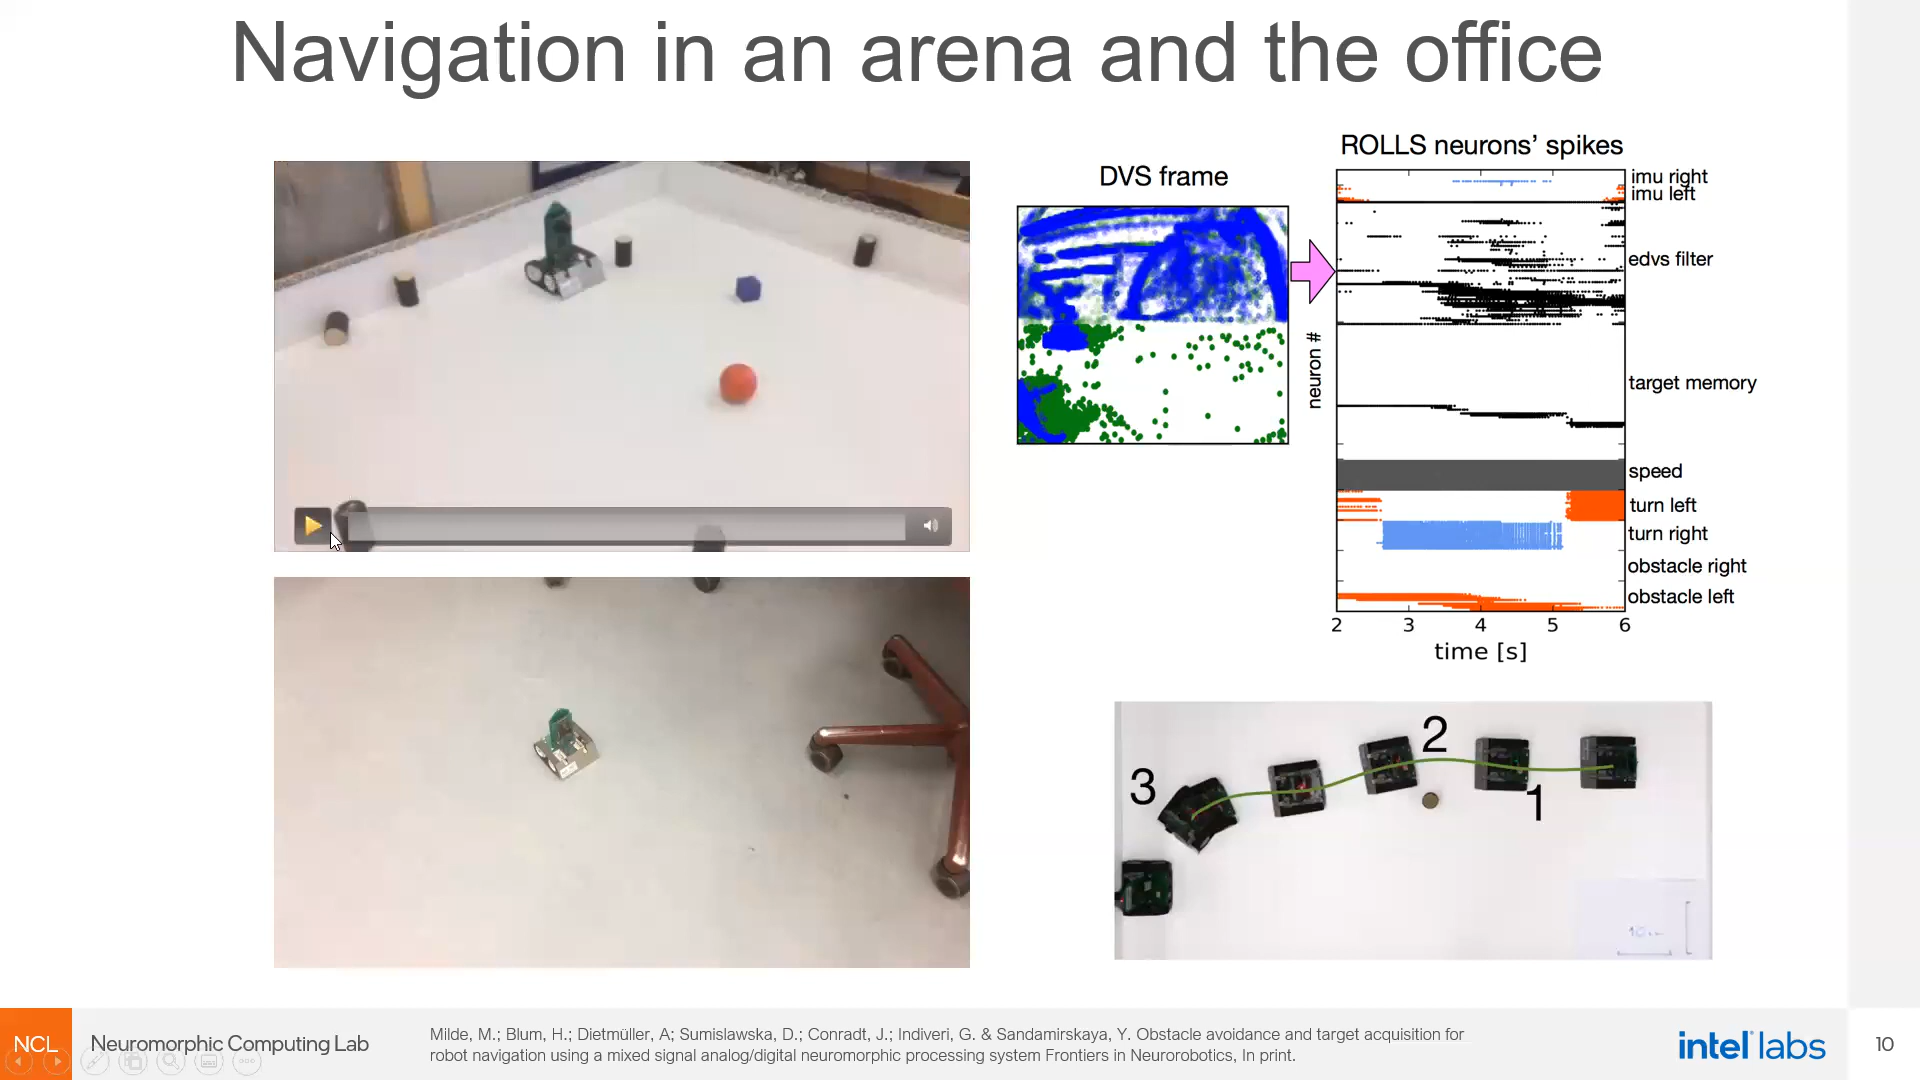 Navigation in an arena and the office
DVS frame
ROLLS neurons' spikes
imu right
imu left
edvs filter
target memory
speed
turn left
turn right
obstacle right
obstacle left
neuron #
2 3 4 5 6
time [s]
3
2
1
NCL
Neuromorphic Computing Lab
Milde, M.; Blum, H.; Dietmüller, A; Sumislawska, D.; Conradt, J.; Indiveri, G. & Sandamirskaya, Y. Obstacle avoidance and target acquisition for
robot navigation using a mixed signal analog/digital neuromorphic processing system Frontiers in Neurorobotics, In print.
intel labs
10